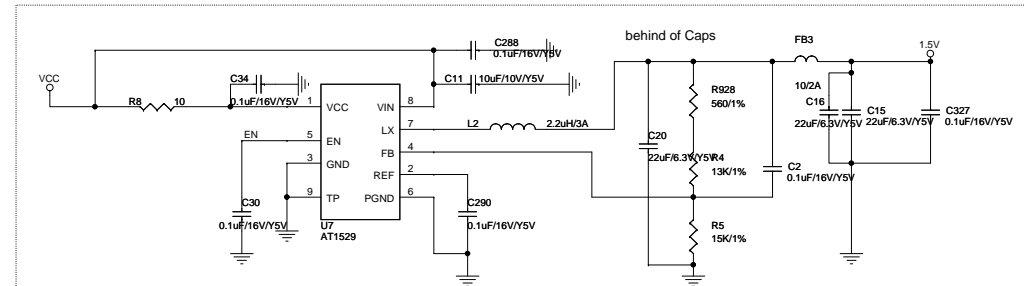 behind of Caps
FB3
1.5V
C288
0.1uF/16V/Y5V
VCC
C34
0.1uF/16V/Y5V
C11
10uF/10V/Y5V
R8
10
R928
560/1%
10/2A
C16
22uF/6.3V/Y5V
C15
22uF/6.3V/Y5V
C327
0.1uF/16V/Y5V
1
VCC
VIN
8
LX
7
L2
2.2uH/3A
EN
5
EN
FB
4
C20
22uF/6.3V/Y5V
R4
13K/1%
C2
0.1uF/16V/Y5V
3
GND
REF
2
9
TP
PGND
6
C30
0.1uF/16V/Y5V
C290
0.1uF/16V/Y5V
U7
AT1529
R5
15K/1%